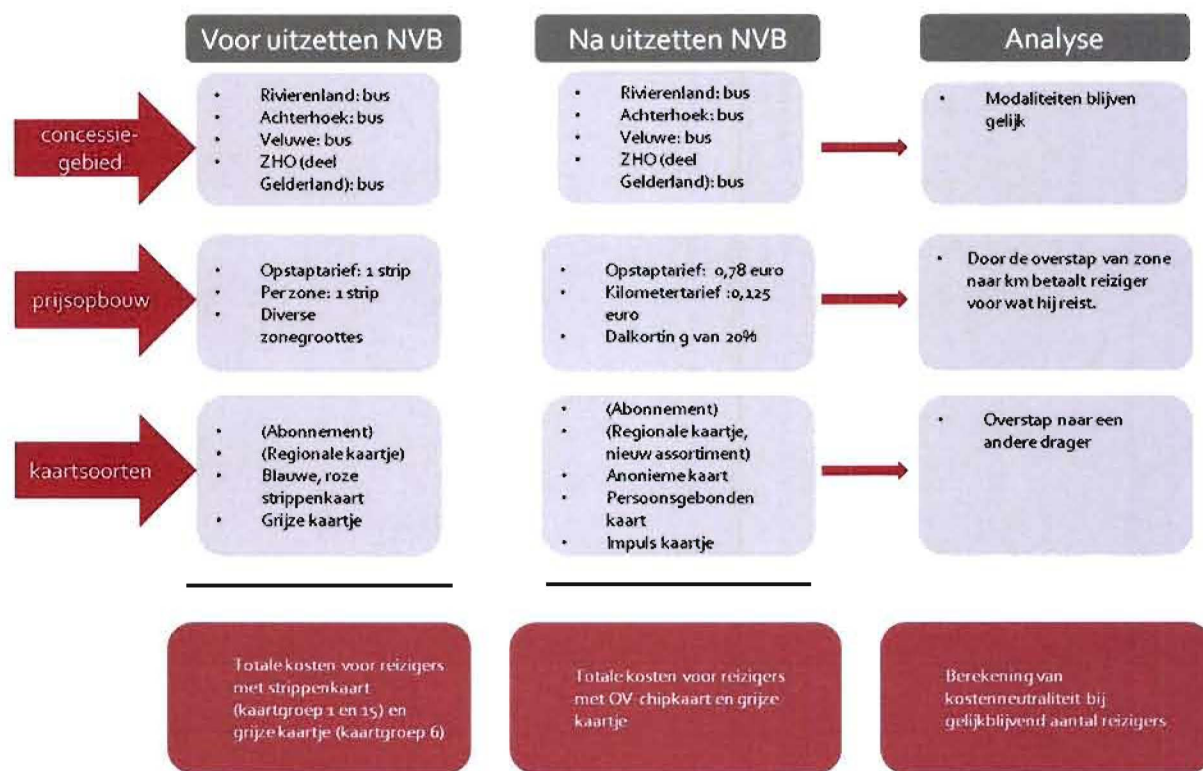 Voor uitzetten NVB
Na uitzetten NVB
Analyse
concessie-
gebied
• Rivierenland: bus
• Achterhoek: bus
• Veluwe: bus
• ZHO (deel
Gelderland): bus
• Rivierenland: bus
• Achterhoek: bus
• Veluwe: bus
• ZHO (deel
Gelderland): bus
• Modaliteiten blijven
gelijk
prijsopbouw
• Opstaptarief: 1 strip
• Per zone: 1 strip
• Diverse
zonegroottes
• Opstaptarief: 0,78 euro
• Kilometertarief :0,125
euro
• Dalkortin g van 20%
• Door de overstap van zone
naar km betaalt reiziger
voor wat hij reist.
kaartsoorten
• (Abonnement)
• (Regionale kaartje)
• Blauwe, roze
strippenkaart
• Grijze kaartje
• (Abonnement)
• (Regionale kaartje,
nieuw assortiment)
• Anonieme kaart
• Persoonsgebonden
kaart
• Impuls kaartje
• Overstap naar een
andere drager
Totale kosten voor reizigers
met strippenkaart
(kaartgroep 1 en 15) en
grijze kaartje (kaartgroep 6)
Totale kosten voor reizigers
met OV-chipkaart en grijze
kaartje
Berekening van
kostenneutraliteit bij
gelijkblijvend aantal reizigers